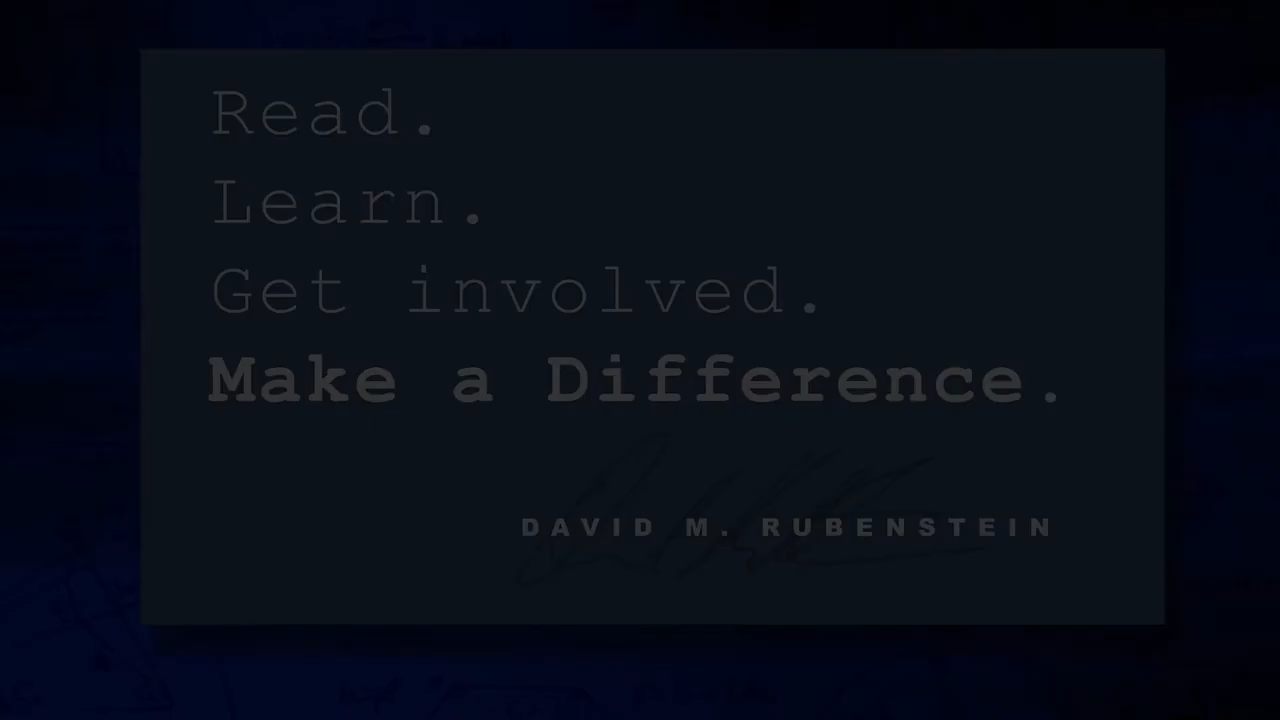 Read.
Learn.
Get involved.
Make a Difference.
DAVID M. RUBENSTEIN